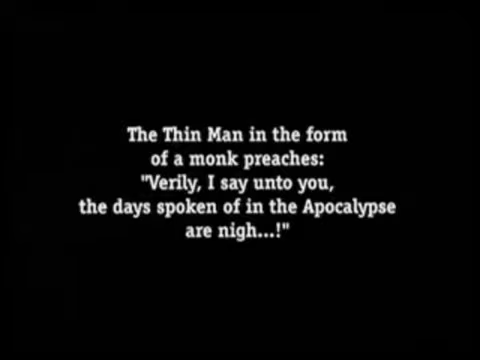 The Thin Man in the form
of a monk preaches:
"Verily, I say unto you,
the days spoken of in the Apocalypse
are nigh...!"